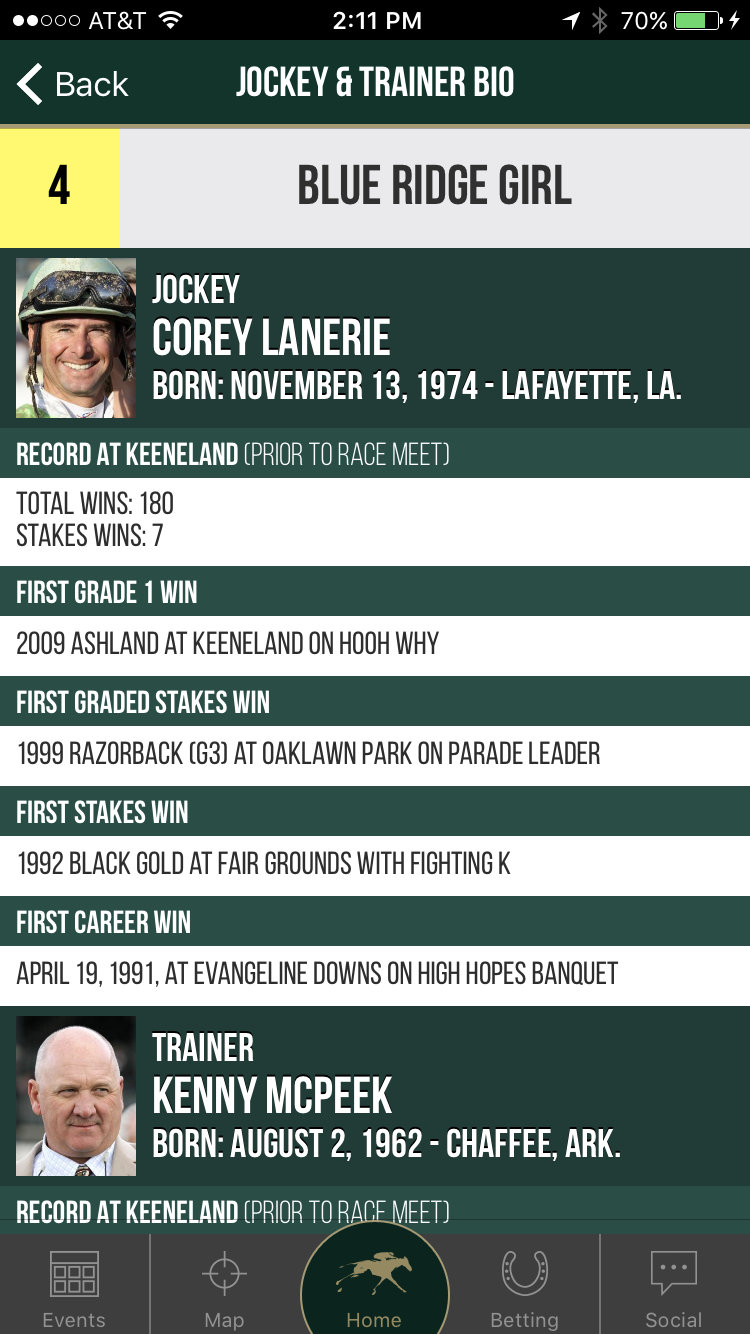 AT&T 2:11 PM 70%
Back JOCKEY & TRAINER BIO
4 BLUE RIDGE GIRL
JOCKEY
COREY LANERIE
BORN: NOVEMBER 13, 1974 - LAFAYETTE, LA.
RECORD AT KEENELAND (PRIOR TO RACE MEET)
TOTAL WINS: 180
STAKES WINS: 7
FIRST GRADE 1 WIN
2009 ASHLAND AT KEENELAND ON HOOH WHY
FIRST GRADED STAKES WIN
1999 RAZORBACK (G3) AT OAKLAWN PARK ON PARADE LEADER
FIRST STAKES WIN
1992 BLACK GOLD AT FAIR GROUNDS WITH FIGHTING K
FIRST CAREER WIN
APRIL 19, 1991, AT EVANGELINE DOWNS ON HIGH HOPES BANQUET
TRAINER
KENNY MCPEEK
BORN: AUGUST 2, 1962 - CHAFFEE, ARK.
RECORD AT KEENELAND (PRIOR TO RACE MEET)
Events Map Home Betting Social